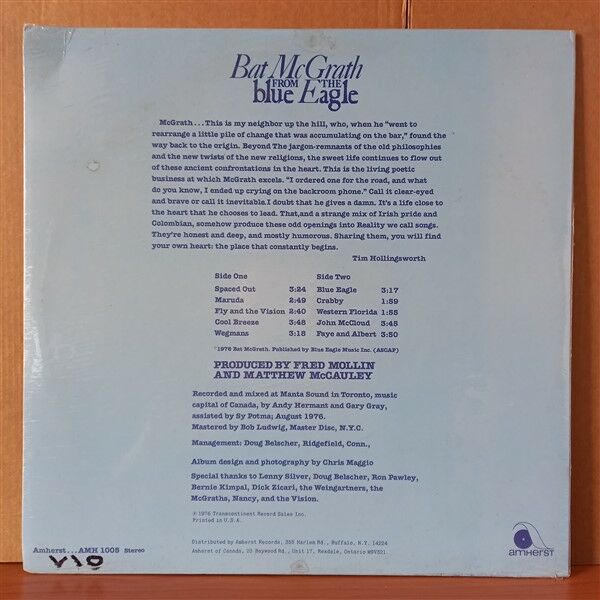 Bat McGrath
FROM THE
blue Eagle
McGrath...This is my neighbor up the hill, who, when he "went to
rearrange a little pile of change that was accumulating on the bar," found the
way back to the origin. Beyond The jargon-remnants of the old philosophies
and the new twists of the new religions, the sweet life continues to flow out
of these ancient confrontations in the heart. This is the living poetic
business at which McGrath excels. "I ordered one for the road, and what
do you know, I ended up crying on the backroom phone." Call it clear-eyed
and brave or call it inevitable.I doubt that he gives a damn. It's a life close to
the heart that he chooses to lead. That,and a strange mix of Irish pride and
Colombian, somehow produce these odd openings into Reality we call songs.
They're honest and deep, and mostly humorous. Sharing them, you will find
your own heart: the place that constantly begins.
Tim Hollingsworth
Side One Side Two
Spaced Out 3:24 Blue Eagle 3:17
Maruda 2:49 Crabby 1:59
Fly and the Vision 2:40 Western Florida 1:55
Cool Breeze 3:48 John McCloud 3:45
Wegmans 3:18 Faye and Albert 3:50
©1976 Bat McGrath. Published by Blue Eagle Music Inc. (ASCAP)
PRODUCED BY FRED MOLLIN
AND MATTHEW McCAULEY
Recorded and mixed at Manta Sound in Toronto, music
capital of Canada, by Andy Hermant and Gary Gray,
assisted by Sy Potma; August 1976.
Mastered by Bob Ludwig, Master Disc, N.Y.C.
Management: Doug Belscher, Ridgefield, Conn.,
Album design and photography by Chris Maggio
Special thanks to Lenny Silver, Doug Belscher, Ron Pawley,
Bernie Kimpal, Dick Zicari, the Weingartners, the
McGraths, Nancy, and the Vision.
℗ 1976 Transcontinent Record Sales Inc.
Printed in U.S.A.
Distributed by Amherst Records, 355 Harlem Rd., Buffalo, N.Y. 14224
Amherst of Canada, 20 Haywood Rd., Unit 17, Rexdale, Ontario M9V3Z1.
Amherst...AMH 1005 Stereo
V10
amHerst